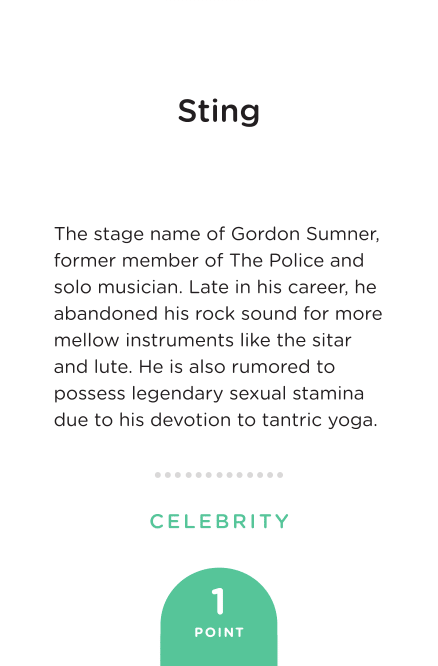 Sting
The stage name of Gordon Sumner,
former member of The Police and
solo musician. Late in his career, he
abandoned his rock sound for more
mellow instruments like the sitar
and lute. He is also rumored to
possess legendary sexual stamina
due to his devotion to tantric yoga.
CELEBRITY
1
POINT